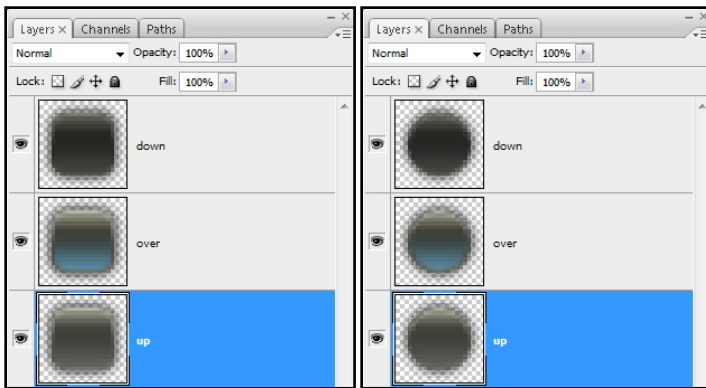 Layers × Channels Paths
Normal Opacity: 100%
Lock: Fill: 100%
down
over
up
Layers × Channels Paths
Normal Opacity: 100%
Lock: Fill: 100%
down
over
up